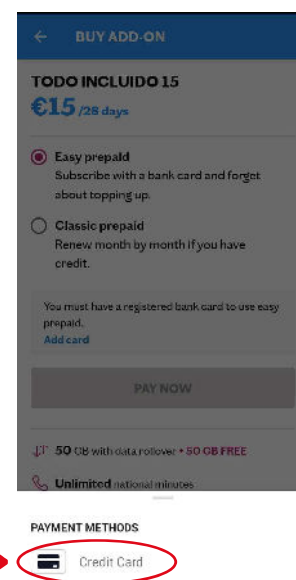 BUY ADD-ON
TODO INCLUIDO 15
€15 /28 days
Easy prepaid
Subscribe with a bank card and forget
about topping up.
Classic prepaid
Renew month by month if you have
credit.
You must have a registered bank card to use easy
prepaid.
Add card
PAY NOW
50 GB with data rollover • 50 GB FREE
Unlimited national minutes
PAYMENT METHODS
Credit Card